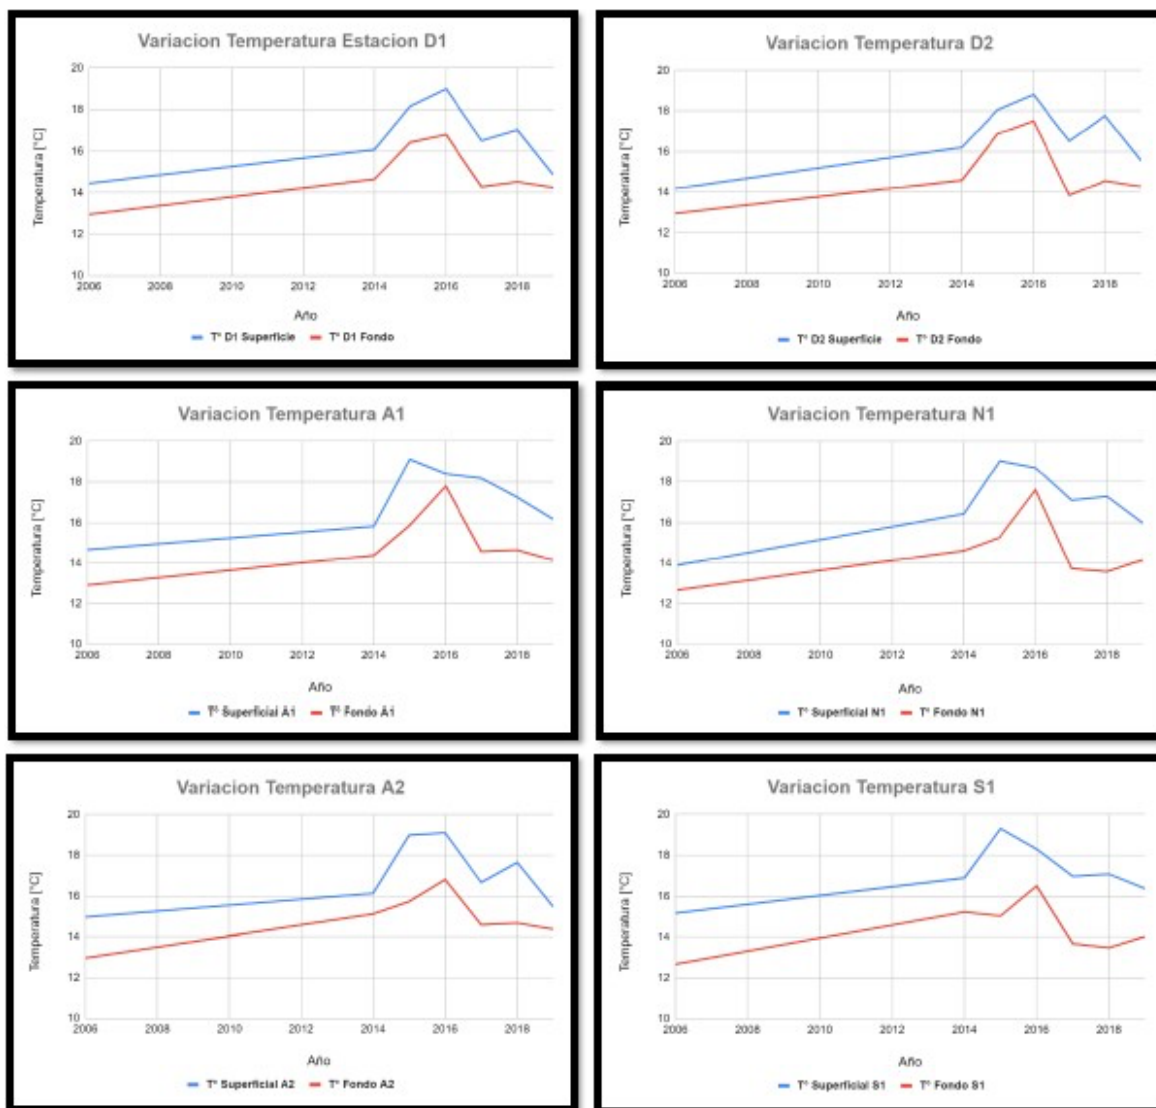 Variacion Temperatura Estacion D1
Temperatura [°C]
20
18
16
14
12
10
2006
2008
2010
2012
2014
2016
2018
Año
T° D1 Superficie
T° D1 Fondo
Variacion Temperatura D2
Temperatura [°C]
20
18
16
14
12
10
2006
2008
2010
2012
2014
2016
2018
Año
T° D2 Superficie
T° D2 Fondo
Variacion Temperatura A1
Temperatura [°C]
20
18
16
14
12
10
2006
2008
2010
2012
2014
2016
2018
Año
T° Superficial A1
T° Fondo A1
Variacion Temperatura N1
Temperatura [°C]
20
18
16
14
12
10
2006
2008
2010
2012
2014
2016
2018
Año
T° Superficial N1
T° Fondo N1
Variacion Temperatura A2
Temperatura [°C]
20
18
16
14
12
10
2006
2008
2010
2012
2014
2016
2018
Año
T° Superficial A2
T° Fondo A2
Variacion Temperatura S1
Temperatura [°C]
20
18
16
14
12
10
2006
2008
2010
2012
2014
2016
2018
Año
T° Superficial S1
T° Fondo S1